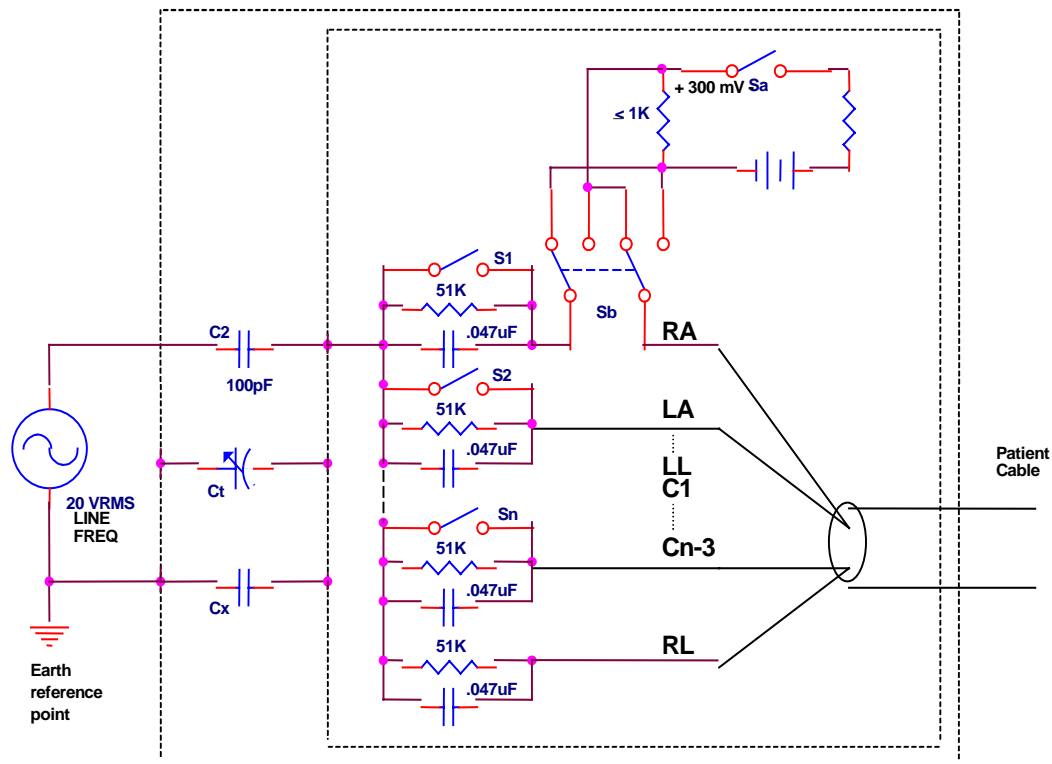 + 300 mV -
Sa
≤ 1K
S1
51K
.047uF
Sb
RA
C2
100pF
S2
51K
.047uF
LA
LL
C1
Ct
20 VRMS
LINE
FREQ
Sn
51K
.047uF
Cn-3
Patient
Cable
Cx
51K
.047uF
RL
Earth
reference
point